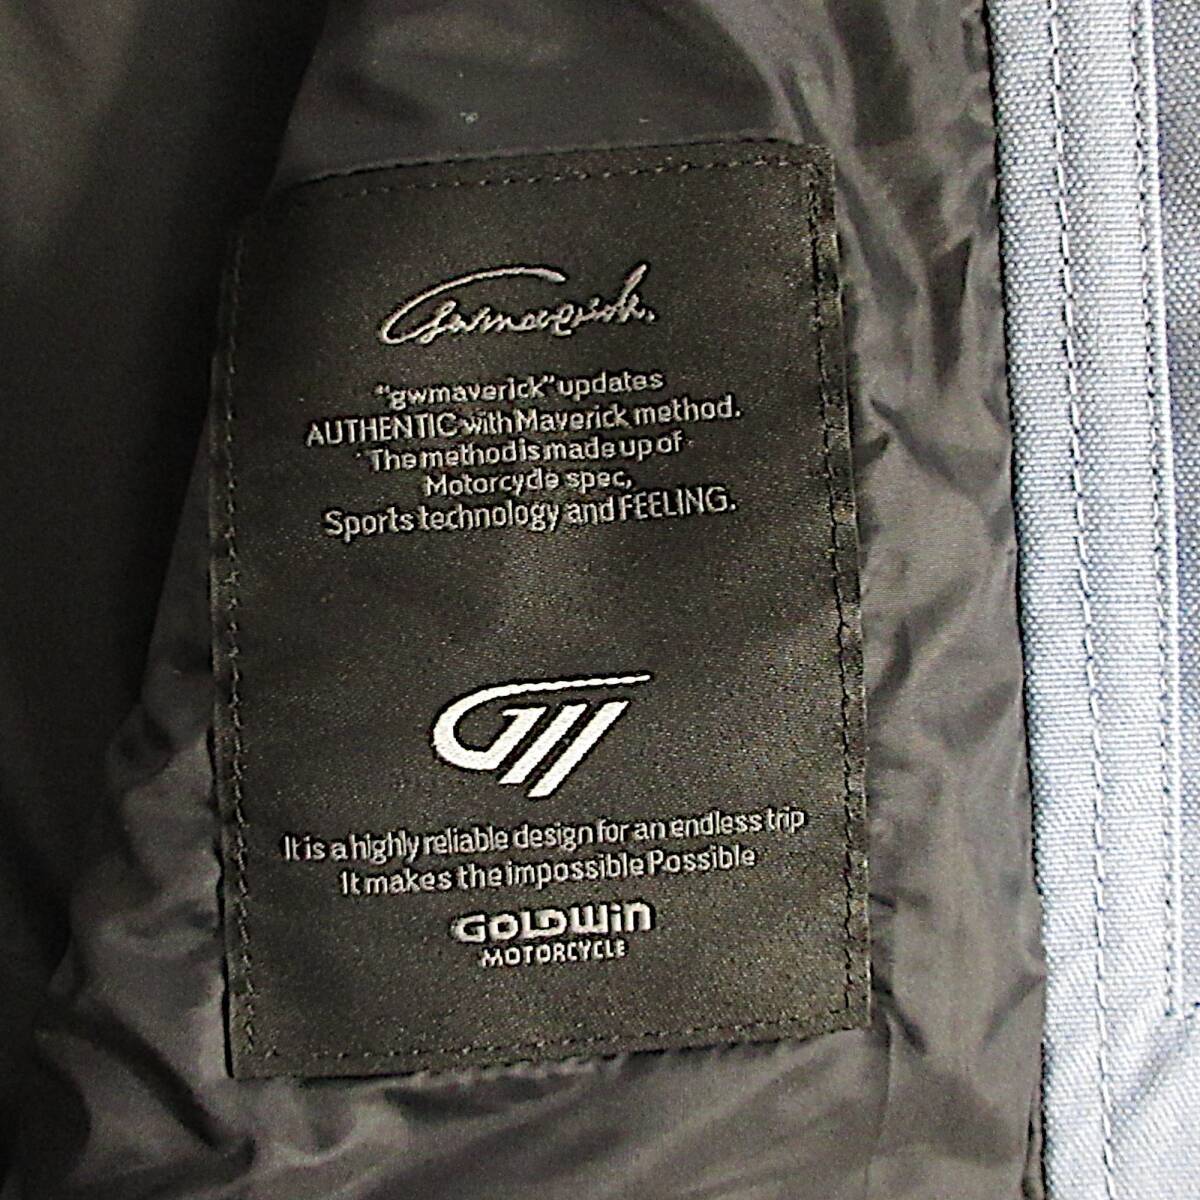 Gwmaverick.
"gwmaverick" updates
AUTHENTIC with Maverick method.
The method is made up of
Motorcycle spec,
Sports technology and FEELING.
It is a highly reliable design for an endless trip
It makes the impossible Possible
GOLDWIN
MOTORCYCLE